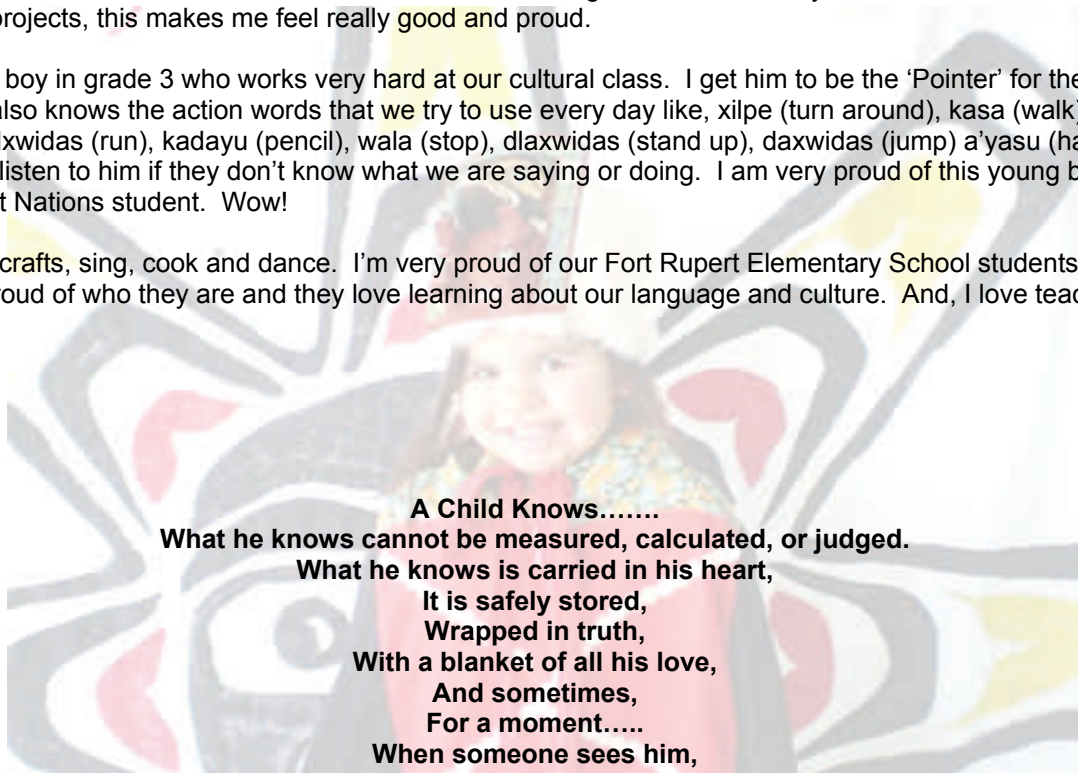 projects, this makes me feel really good and proud.
boy in grade 3 who works very hard at our cultural class. I get him to be the ‘Pointer’ for the
also knows the action words that we try to use every day like, xilpe (turn around), kasa (walk)
xwidas (run), kadayu (pencil), wala (stop), dlaxwidas (stand up), daxwidas (jump) a’yasu (ha
listen to him if they don’t know what we are saying or doing. I am very proud of this young b
t Nations student. Wow!
crafts, sing, cook and dance. I’m very proud of our Fort Rupert Elementary School students
roud of who they are and they love learning about our language and culture. And, I love teac
A Child Knows…….
What he knows cannot be measured, calculated, or judged.
What he knows is carried in his heart,
It is safely stored,
Wrapped in truth,
With a blanket of all his love,
And sometimes,
For a moment…..
When someone sees him,